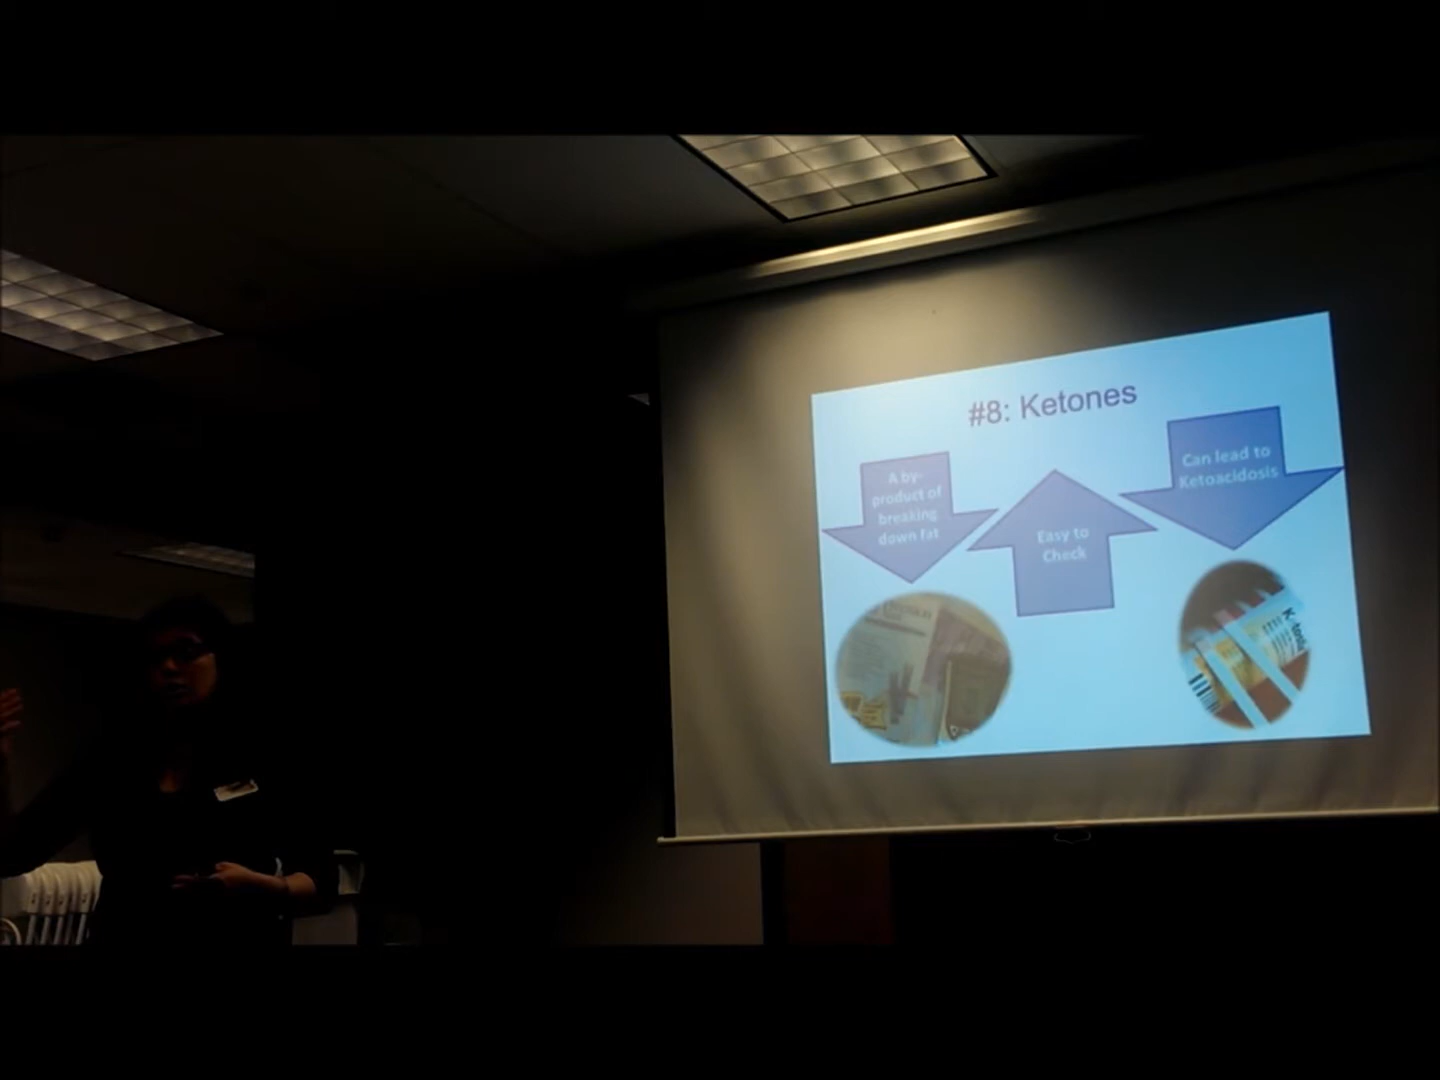 #8: Ketones
A by-
product of
breaking
down fat
Easy to
Check
Can lead to
Ketoacidosis